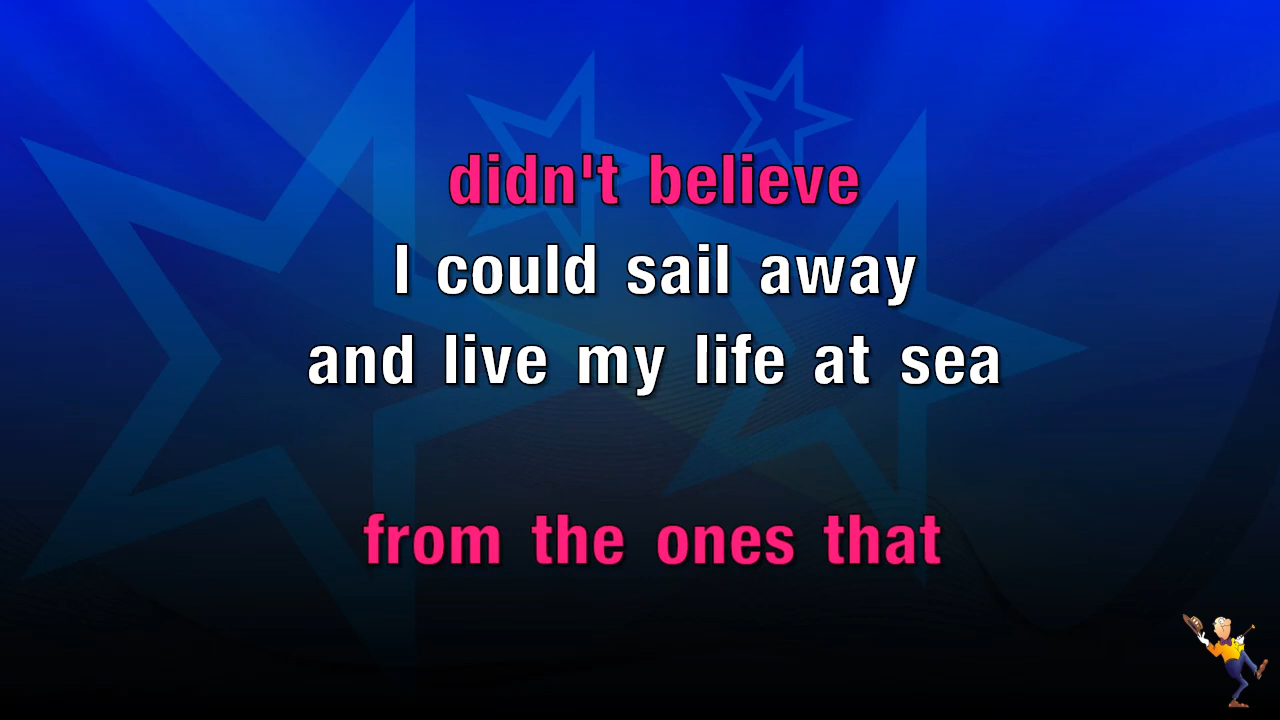 didn't believe
I could sail away
and live my life at sea
from the ones that